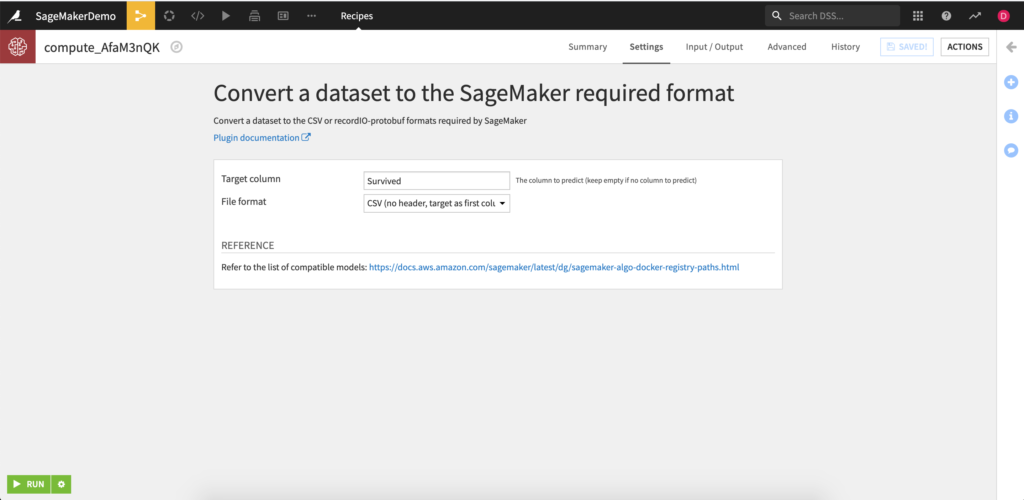 SageMakerDemo
Recipes
Search DSS...
D
compute_AfaM3nQK
Summary
Settings
Input / Output
Advanced
History
SAVED!
ACTIONS
Convert a dataset to the SageMaker required format
Convert a dataset to the CSV or recordIO-protobuf formats required by SageMaker
Plugin documentation
Target column
Survived
The column to predict (keep empty if no column to predict)
File format
CSV (no header, target as first colu
REFERENCE
Refer to the list of compatible models: https://docs.aws.amazon.com/sagemaker/latest/dg/sagemaker-algo-docker-registry-paths.html
RUN